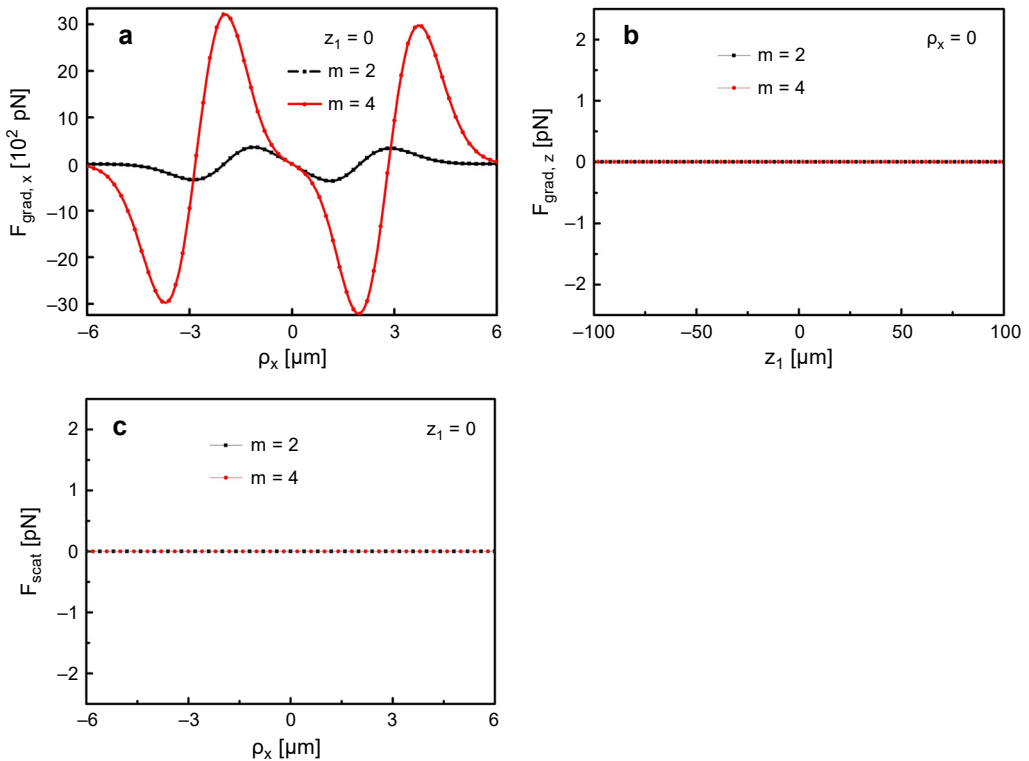 a
z₁ = 0
m = 2
m = 4
30
20
10
0
–10
–20
–30
F_grad, x [10² pN]
–6
–3
0
3
6
ρₓ [µm]
b
ρₓ = 0
m = 2
m = 4
2
1
0
–1
–2
F_grad, z [pN]
–100
–50
0
50
100
z₁ [µm]
c
z₁ = 0
m = 2
m = 4
2
1
0
–1
–2
F_scat [pN]
–6
–3
0
3
6
ρₓ [µm]